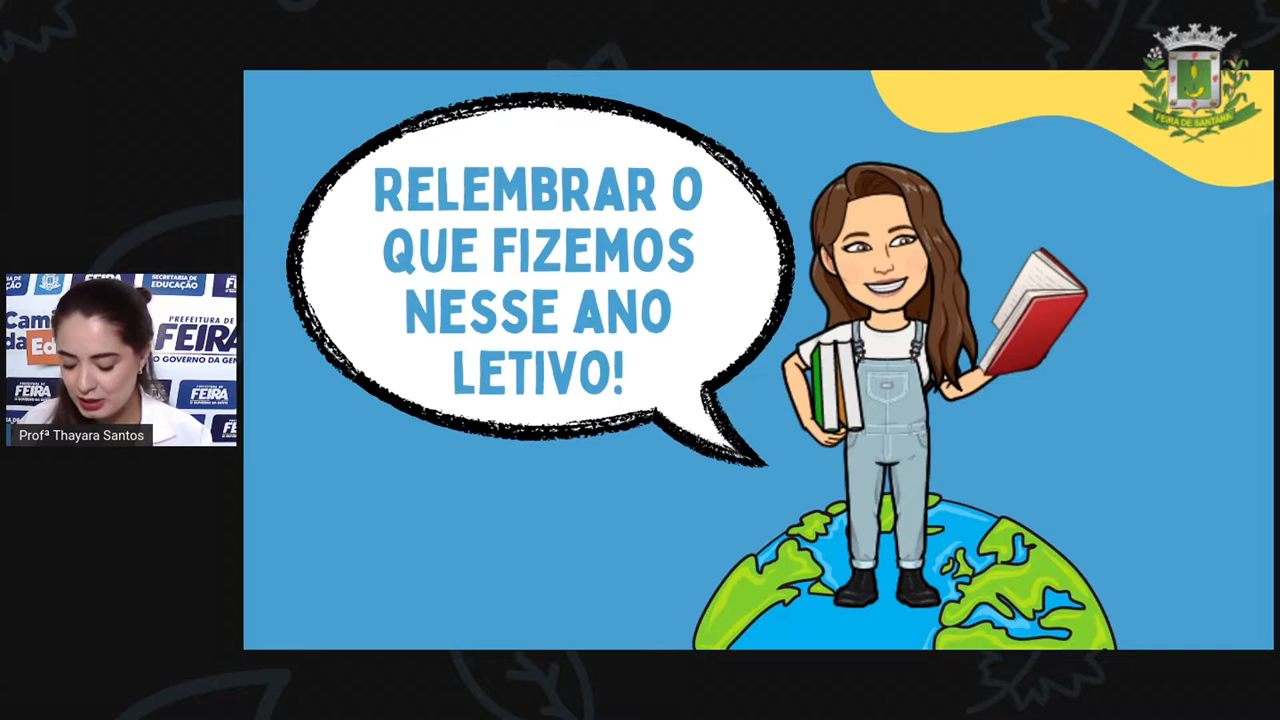 FEIRA DE SANTANA
RELEMBRAR O
QUE FIZEMOS
NESSE ANO
LETIVO!
SECRETARIA DE
EDUCAÇÃO
PREFEITURA DE
FEIRA
FEIRA
FEIRA
Profª Thayara Santos